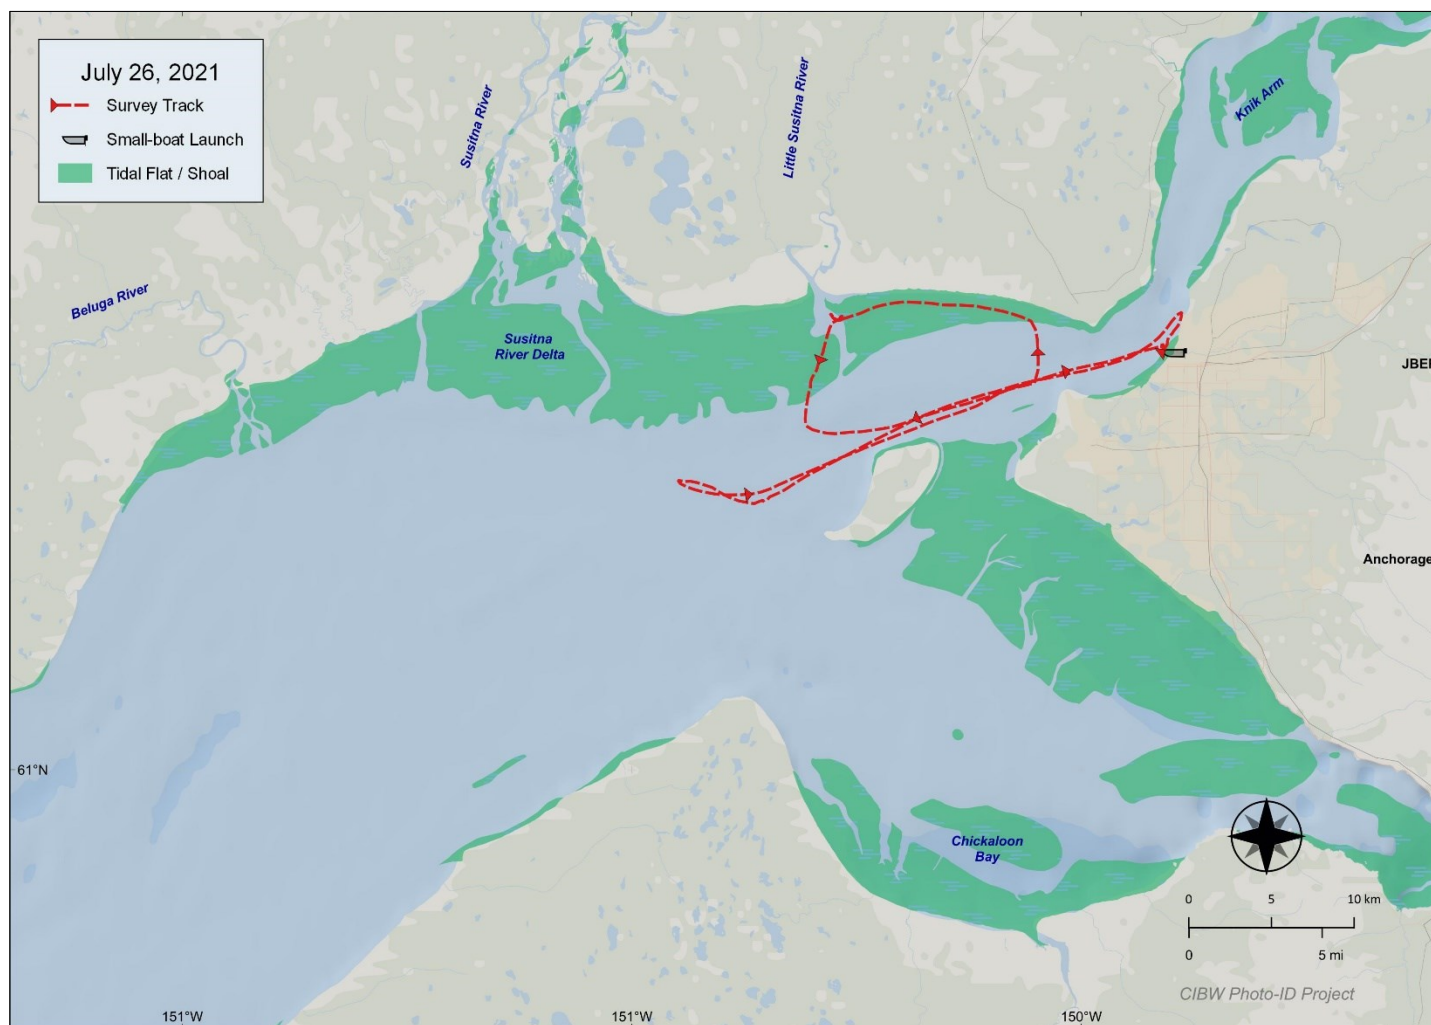 July 26, 2021
Survey Track
Small-boat Launch
Tidal Flat / Shoal
Susitna River
Little Susitna River
Knik Arm
Beluga River
Susitna
River Delta
JBE
Anchorage
61°N
Chickaloon
Bay
0 5 10 km
0 5 mi
CIBW Photo-ID Project
151°W 151°W 150°W